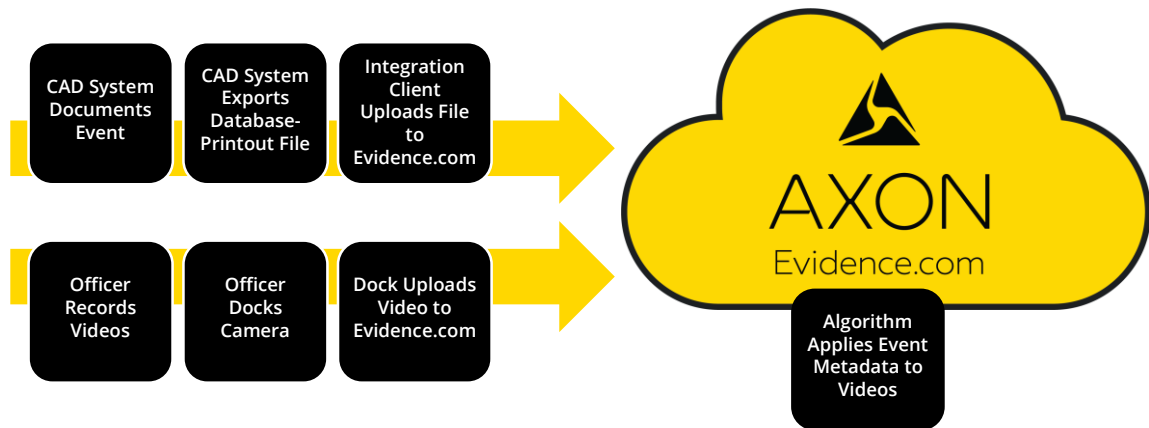 CAD System
Documents
Event
CAD System
Exports
Database-
Printout File
Integration
Client
Uploads File
to
Evidence.com
Officer
Records
Videos
Officer
Docks
Camera
Dock Uploads
Video to
Evidence.com
AXON
Evidence.com
Algorithm
Applies Event
Metadata to
Videos